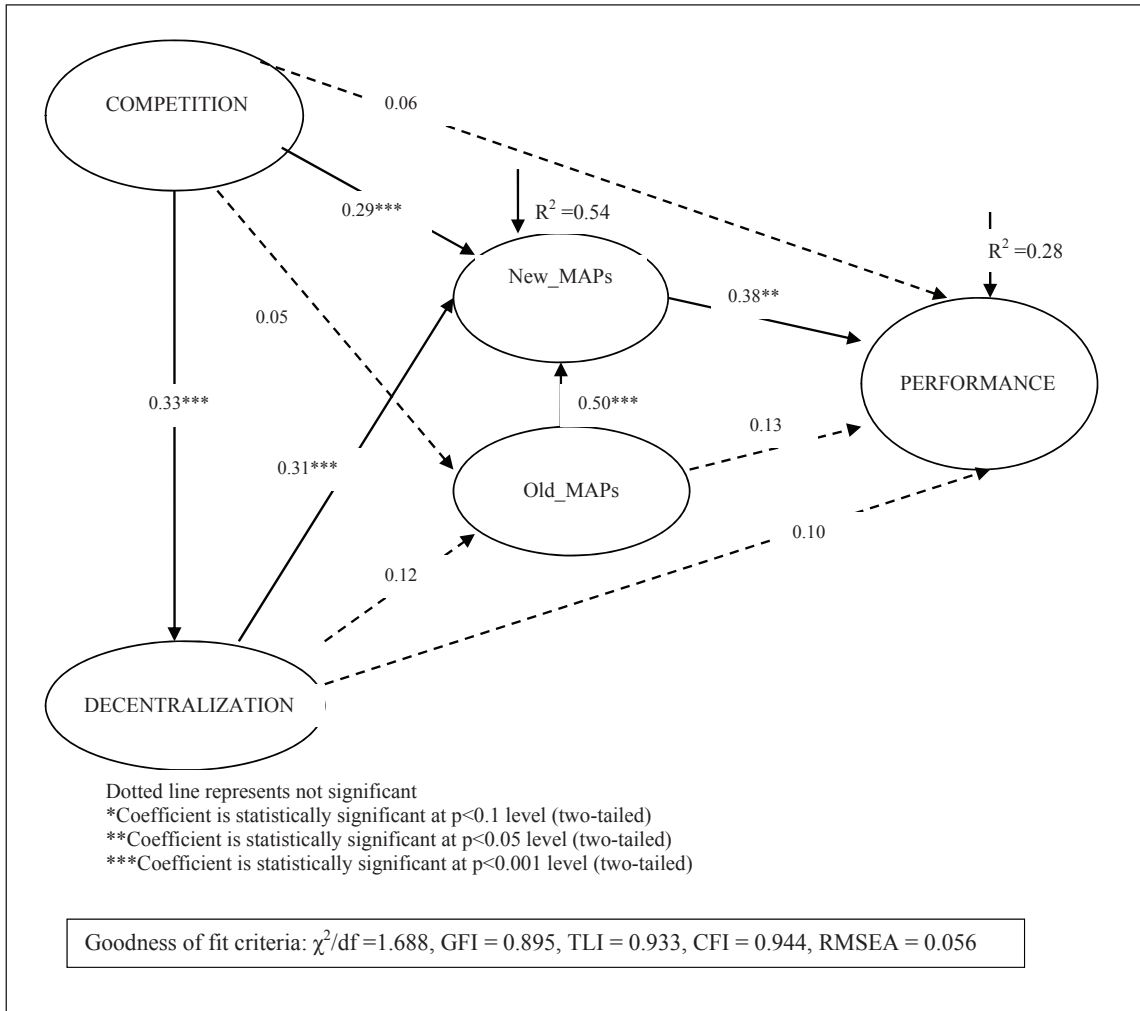 COMPETITION
0.06
0.29***
R² =0.54
R² =0.28
New_MAPs
0.38**
0.05
PERFORMANCE
0.33***
0.50***
0.13
0.31***
Old_MAPs
0.10
0.12
DECENTRALIZATION
Dotted line represents not significant
*Coefficient is statistically significant at p<0.1 level (two-tailed)
**Coefficient is statistically significant at p<0.05 level (two-tailed)
***Coefficient is statistically significant at p<0.001 level (two-tailed)
Goodness of fit criteria: χ²/df =1.688, GFI = 0.895, TLI = 0.933, CFI = 0.944, RMSEA = 0.056